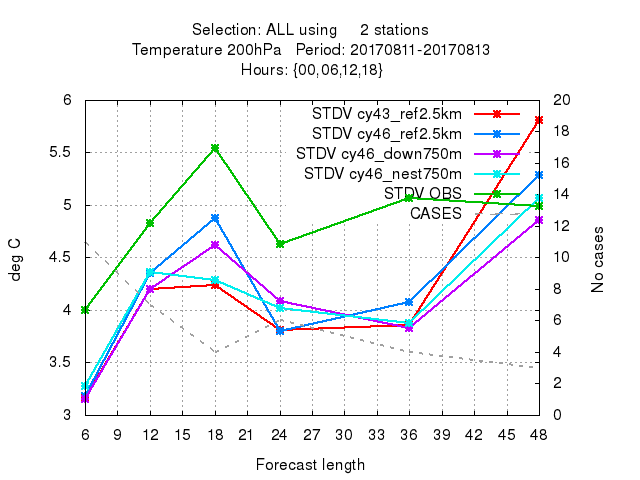 Selection: ALL using 2 stations
Temperature 200hPa Period: 20170811-20170813
Hours: {00,06,12,18}
STDV cy43_ref2.5km
STDV cy46_ref2.5km
STDV cy46_down750m
STDV cy46_nest750m
STDV OBS
CASES
deg C
6
5.5
5
4.5
4
3.5
3
No cases
20
18
16
14
12
10
8
6
4
2
0
6 9 12 15 18 21 24 27 30 33 36 39 42 45 48
Forecast length